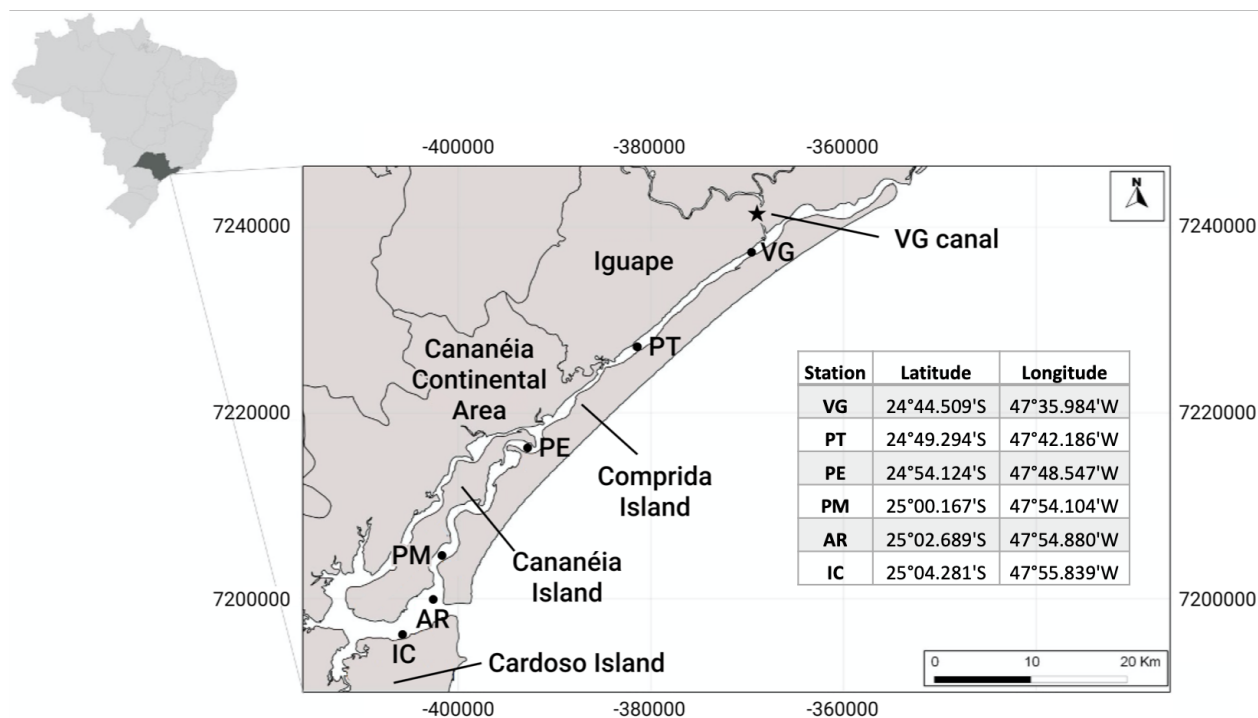 -400000 -380000 -360000
N
7240000 7240000
VG canal
VG
Iguape
PT
Cananéia
Continental
Area
7220000 7220000
PE
Comprida
Island
PM
Cananéia
Island
7200000 7200000
AR
IC
Cardoso Island
Station Latitude Longitude
VG 24°44.509'S 47°35.984'W
PT 24°49.294'S 47°42.186'W
PE 24°54.124'S 47°48.547'W
PM 25°00.167'S 47°54.104'W
AR 25°02.689'S 47°54.880'W
IC 25°04.281'S 47°55.839'W
0 10 20 Km
-400000 -380000 -360000